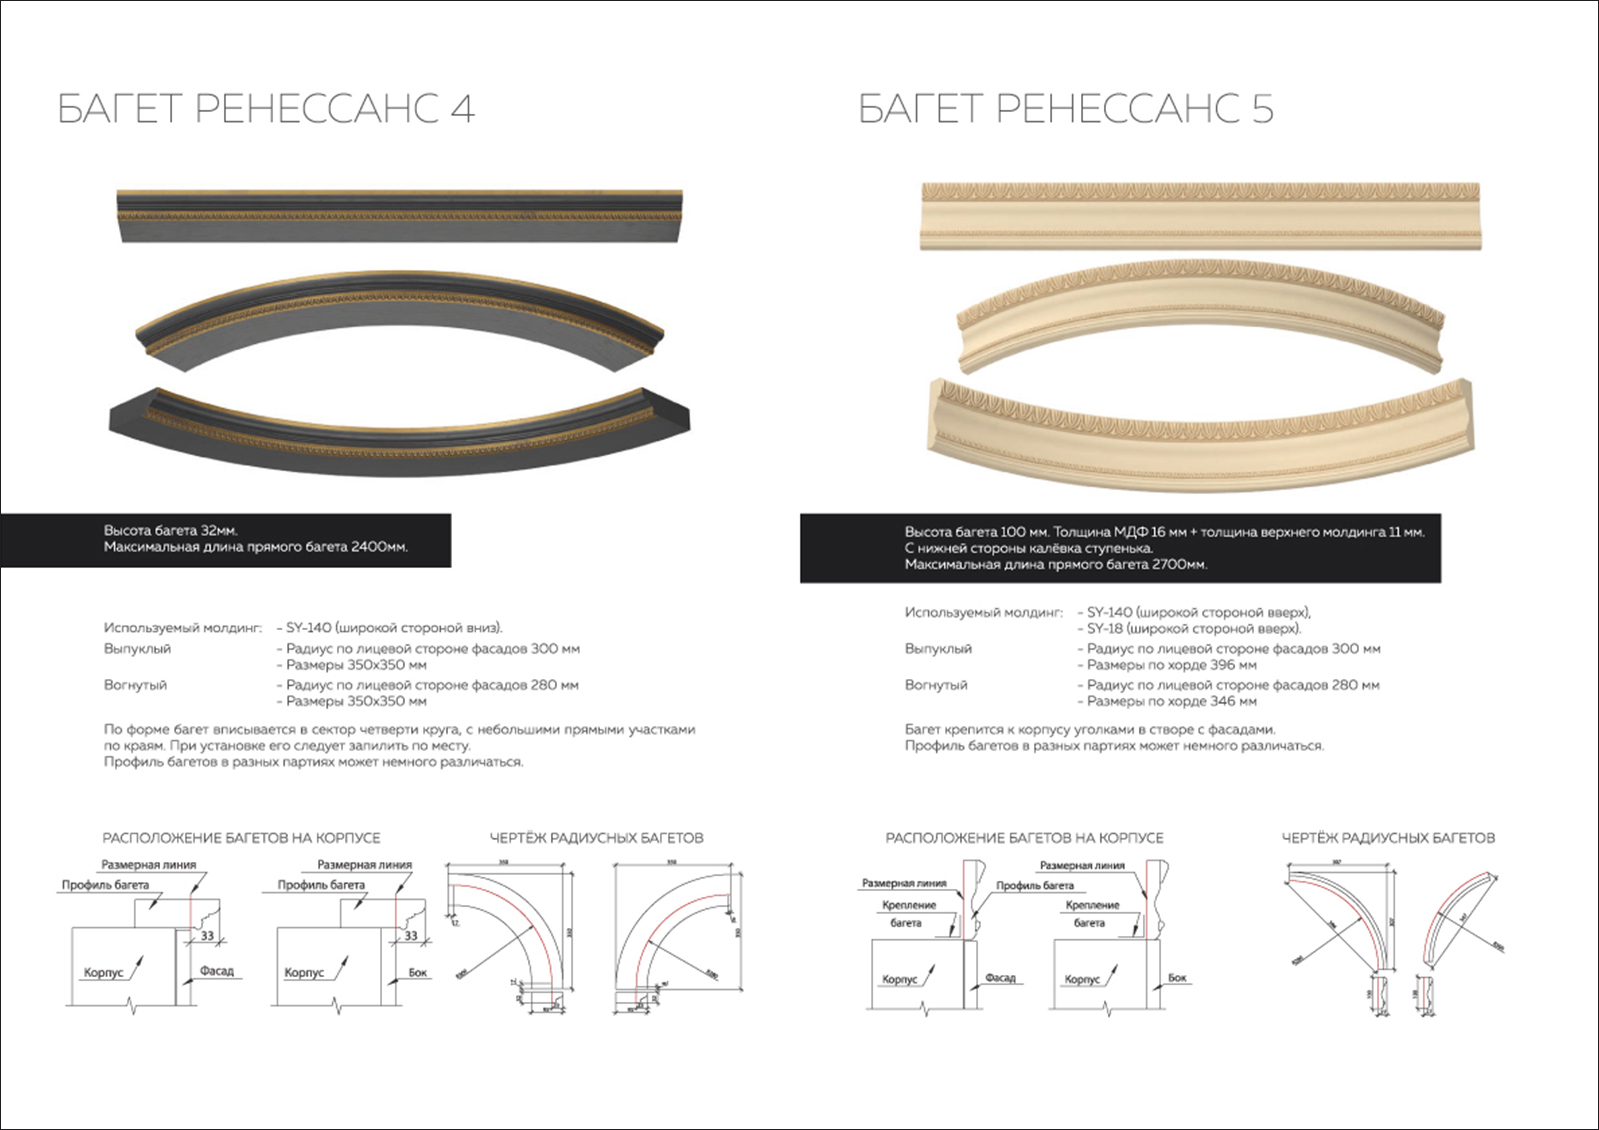 БАГЕТ РЕНЕССАНС 4
Высота багета 32мм.
Максимальная длина прямого багета 2400мм.
Используемый молдинг: - SY-140 (широкой стороной вниз).
Выпуклый - Радиус по лицевой стороне фасадов 300 мм
- Размеры 350х350 мм
Вогнутый - Радиус по лицевой стороне фасадов 280 мм
- Размеры 350х350 мм
По форме багет вписывается в сектор четверти круга, с небольшими прямыми участками
по краям. При установке его следует запилить по месту.
Профиль багетов в разных партиях может немного различаться.
РАСПОЛОЖЕНИЕ БАГЕТОВ НА КОРПУСЕ
Размерная линия
Профиль багета
33
Корпус
Фасад
Размерная линия
Профиль багета
33
Корпус
Бок
ЧЕРТЁЖ РАДИУСНЫХ БАГЕТОВ
350
350
350
350
БАГЕТ РЕНЕССАНС 5
Высота багета 100 мм. Толщина МДФ 16 мм + толщина верхнего молдинга 11 мм.
С нижней стороны калёвка ступенька.
Максимальная длина прямого багета 2700мм.
Используемый молдинг: - SY-140 (широкой стороной вверх),
- SY-18 (широкой стороной вверх).
Выпуклый - Радиус по лицевой стороне фасадов 300 мм
- Размеры по хорде 396 мм
Вогнутый - Радиус по лицевой стороне фасадов 280 мм
- Размеры по хорде 346 мм
Багет крепится к корпусу уголками в створе с фасадами.
Профиль багетов в разных партиях может немного различаться.
РАСПОЛОЖЕНИЕ БАГЕТОВ НА КОРПУСЕ
Размерная линия
Профиль багета
Крепление
багета
Корпус
Фасад
Размерная линия
Крепление
багета
Корпус
Бок
ЧЕРТЁЖ РАДИУСНЫХ БАГЕТОВ
100
100